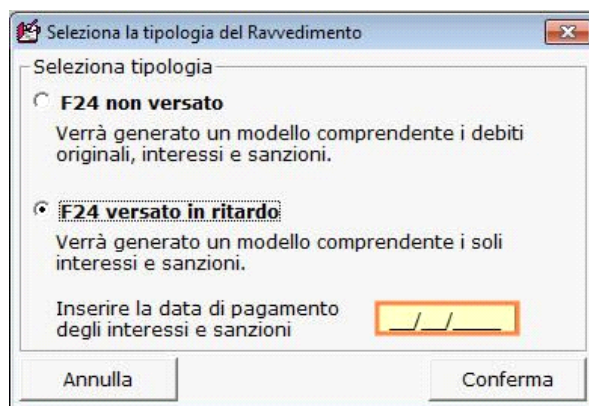 Seleziona la tipologia del Ravvedimento
Seleziona tipologia
F24 non versato
Verrà generato un modello comprendente i debiti
originali, interessi e sanzioni.
F24 versato in ritardo
Verrà generato un modello comprendente i soli
interessi e sanzioni.
Inserire la data di pagamento
degli interessi e sanzioni
__/__/____
Annulla
Conferma